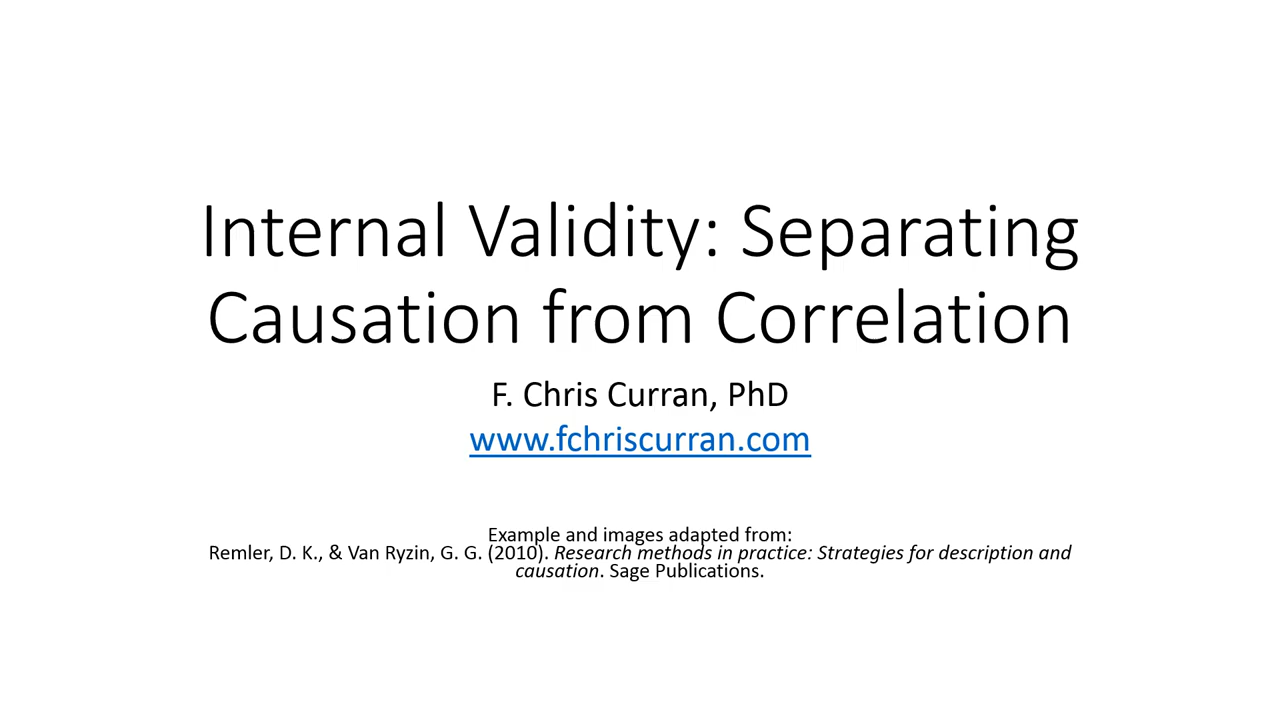 Internal Validity: Separating
Causation from Correlation
F. Chris Curran, PhD
www.fchriscurran.com
Example and images adapted from:
Remler, D. K., & Van Ryzin, G. G. (2010). Research methods in practice: Strategies for description and
causation. Sage Publications.